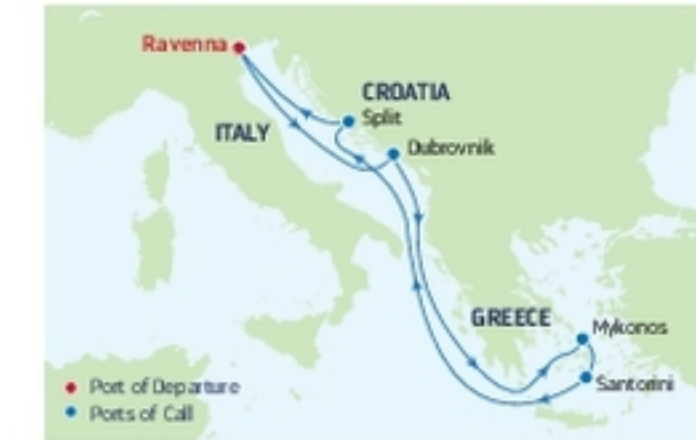 Ravenna
CROATIA
Split
ITALY
Dubrovnik
GREECE
Mykonos
Santorini
Port of Departure
Ports of Call